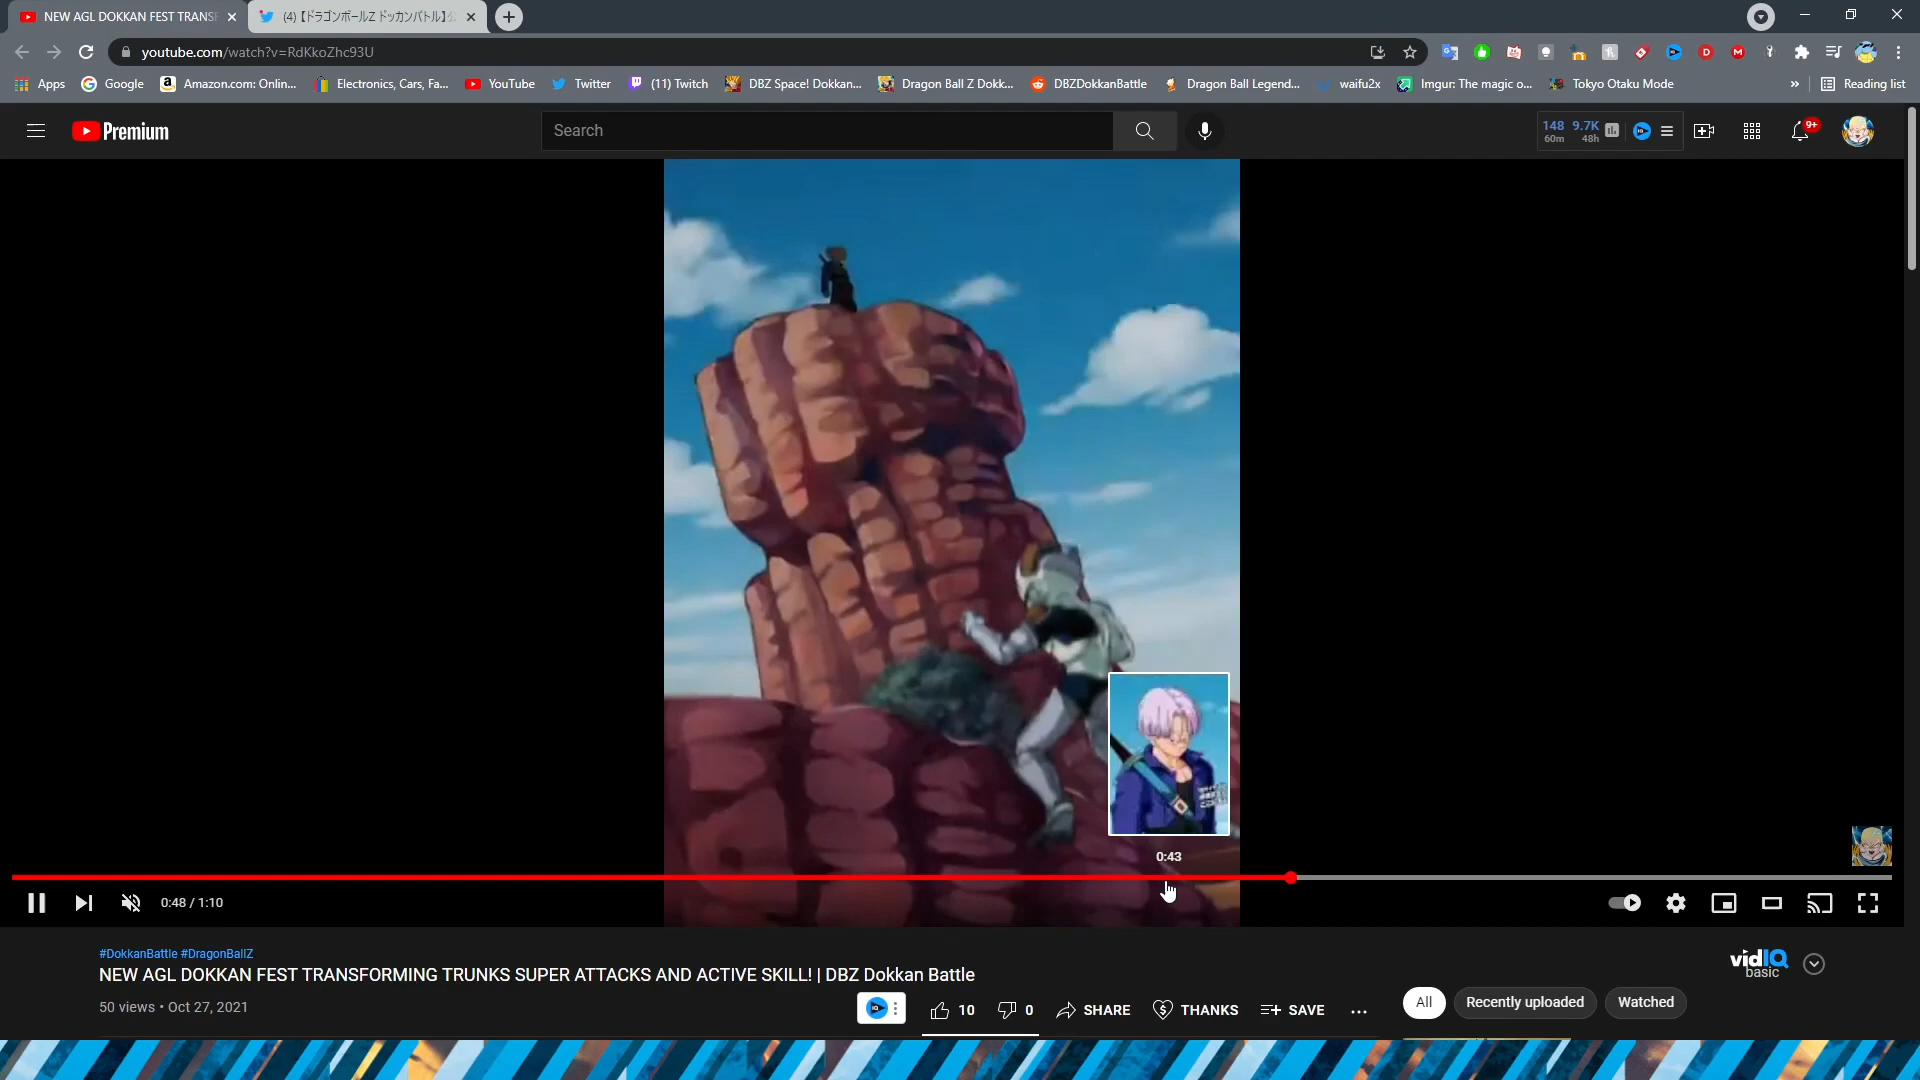 NEW AGL DOKKAN FEST TRANSF
(4)【ドラゴンボールZ ドッカンバトル】
youtube.com/watch?v=RdKkoZhc93U
Apps
Google
Amazon.com: Onlin...
Electronics, Cars, Fa...
YouTube
Twitter
(11) Twitch
DBZ Space! Dokkan...
Dragon Ball Z Dokk...
DBZDokkanBattle
Dragon Ball Legend...
waifu2x
Imgur: The magic o...
Tokyo Otaku Mode
»
Reading list
Premium
Search
148 9.7K
60m 48h
9+
0:43
0:48 / 1:10
#DokkanBattle #DragonBallZ
NEW AGL DOKKAN FEST TRANSFORMING TRUNKS SUPER ATTACKS AND ACTIVE SKILL! | DBZ Dokkan Battle
50 views • Oct 27, 2021
10
0
SHARE
THANKS
SAVE
...
vidIQ
basic
All
Recently uploaded
Watched